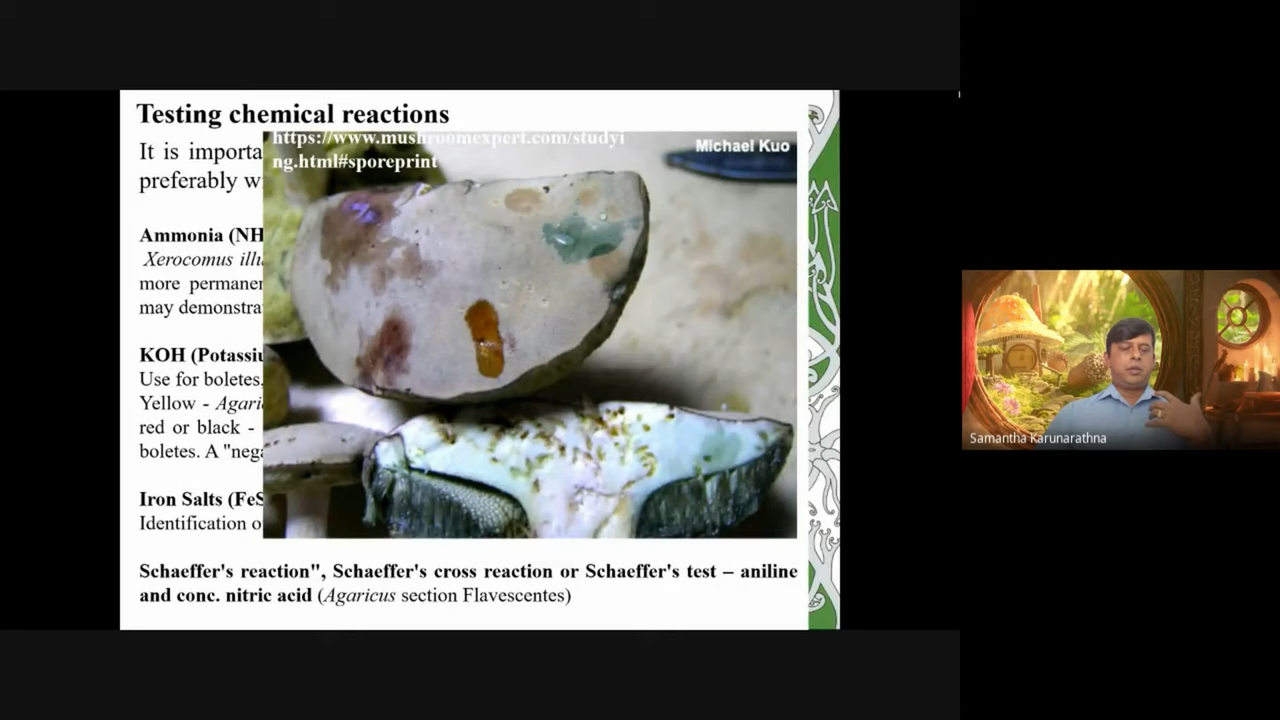 Testing chemical reactions
https://www.mushroomexpert.com/studyi
ng.html#sporeprint
Michael Kuo
It is importa
preferably w
Ammonia (NH
Xerocomus illu
more permanen
may demonstra
KOH (Potassiu
Use for boletes,
Yellow - Agari
red or black -
boletes. A "nega
Iron Salts (FeS
Identification o
Schaeffer's reaction", Schaeffer's cross reaction or Schaeffer's test – aniline
and conc. nitric acid (Agaricus section Flavescentes)
Samantha Karunarathna